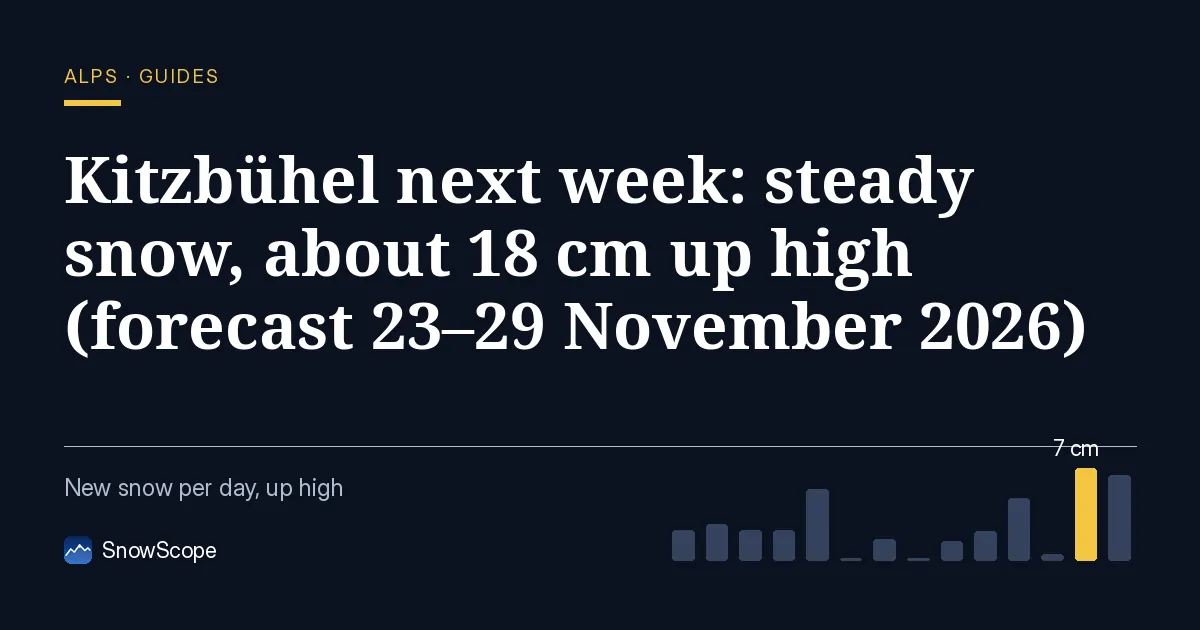 ALPS · GUIDES
Kitzbühel next week: steady
snow, about 18 cm up high
(forecast 23–29 November 2026)
7 cm
New snow per day, up high
SnowScope